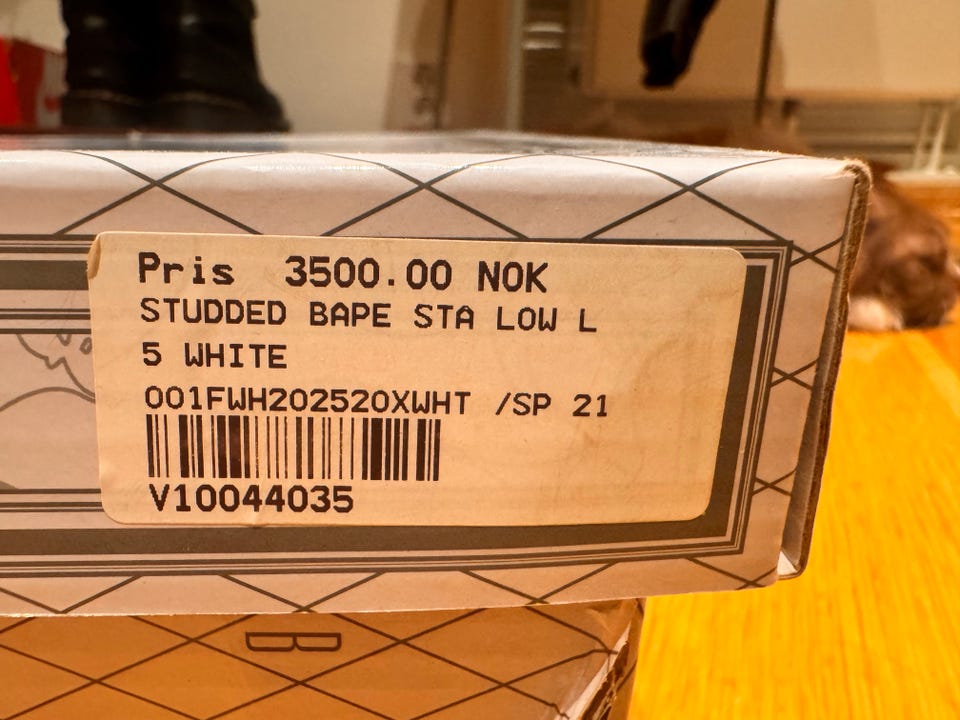 Pris 3500.00 NOK
STUDDED BAPE STA LOW L
5 WHITE
001FWH202520XWHT /SP 21
V10044035
B